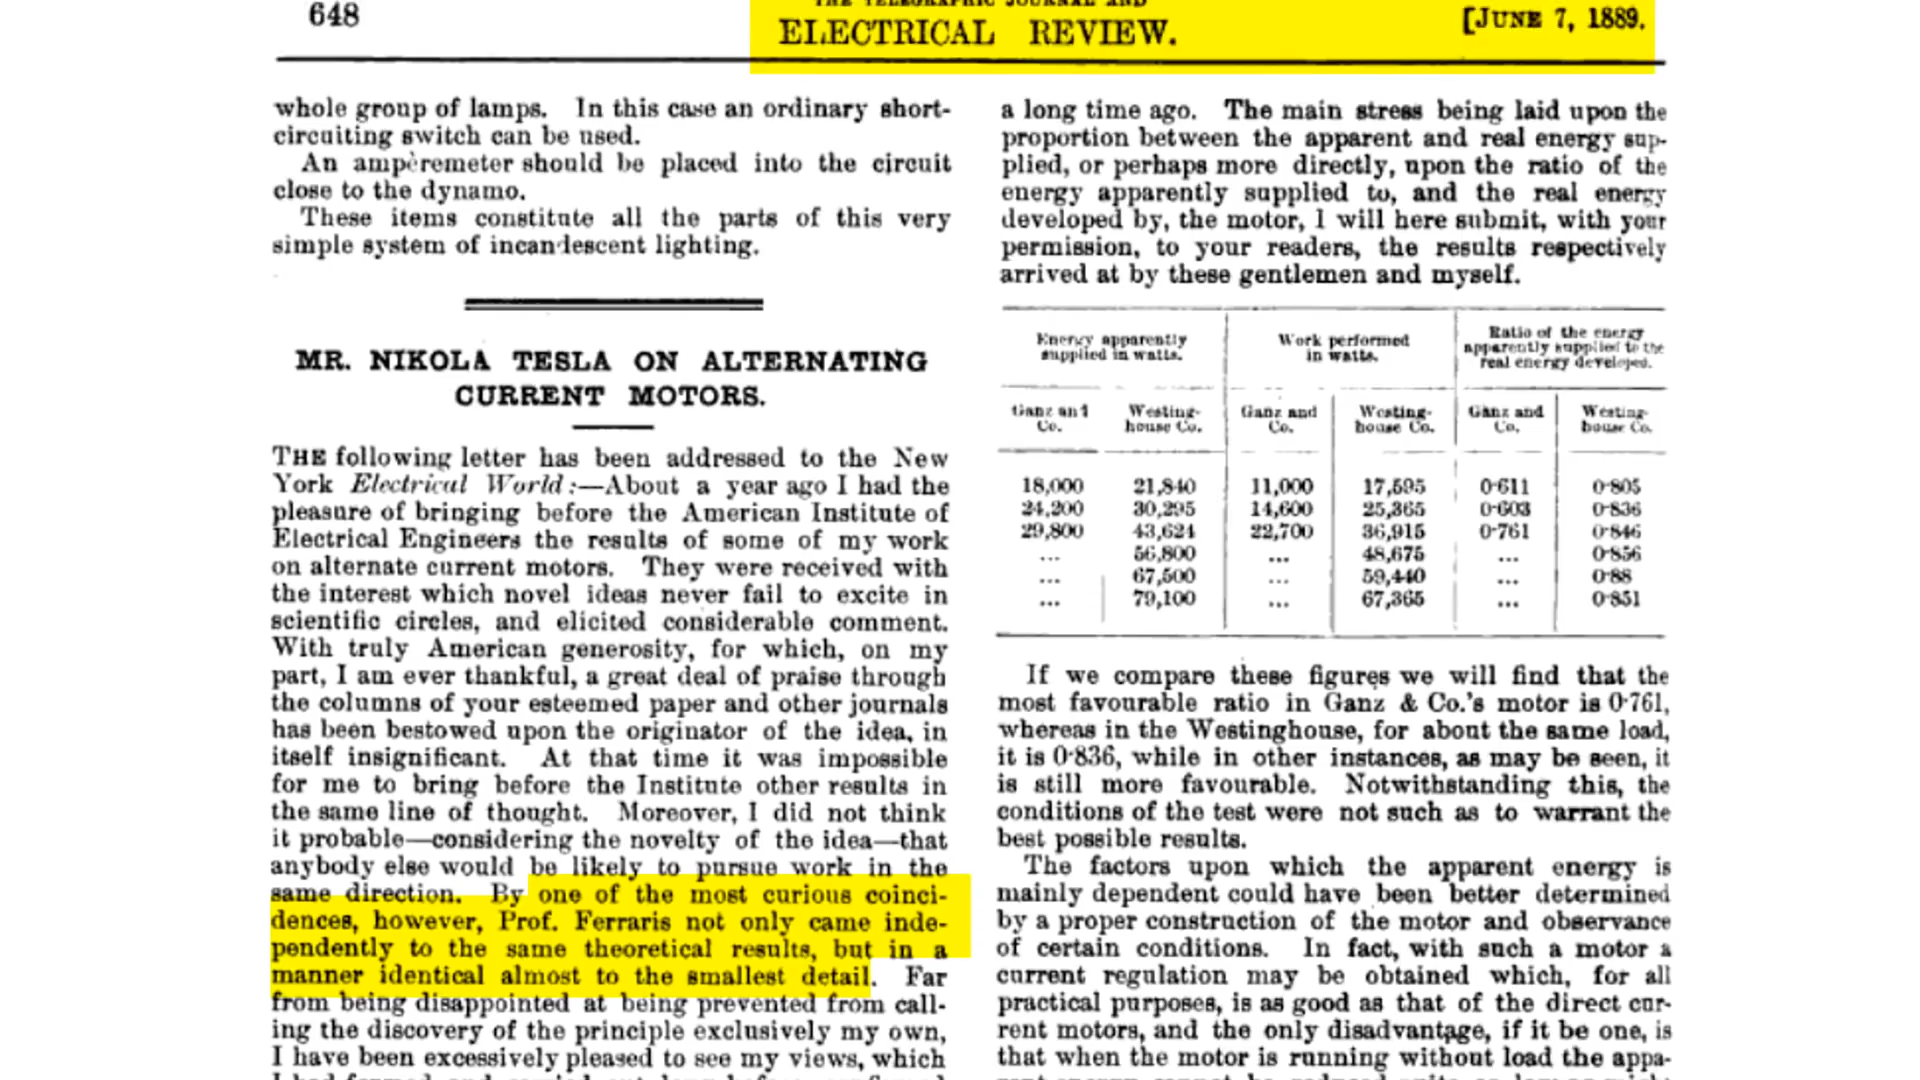 648
THE TELEGRAPHIC JOURNAL AND
ELECTRICAL REVIEW.
[JUNE 7, 1889.
whole group of lamps. In this case an ordinary short-
circuiting switch can be used.
An ampèremeter should be placed into the circuit
close to the dynamo.
These items constitute all the parts of this very
simple system of incandescent lighting.
MR. NIKOLA TESLA ON ALTERNATING
CURRENT MOTORS.
THE following letter has been addressed to the New
York Electrical World:—About a year ago I had the
pleasure of bringing before the American Institute of
Electrical Engineers the results of some of my work
on alternate current motors. They were received with
the interest which novel ideas never fail to excite in
scientific circles, and elicited considerable comment.
With truly American generosity, for which, on my
part, I am ever thankful, a great deal of praise through
the columns of your esteemed paper and other journals
has been bestowed upon the originator of the idea, in
itself insignificant. At that time it was impossible
for me to bring before the Institute other results in
the same line of thought. Moreover, I did not think
it probable—considering the novelty of the idea—that
anybody else would be likely to pursue work in the
same direction. By one of the most curious coinci-
dences, however, Prof. Ferraris not only came inde-
pendently to the same theoretical results, but in a
manner identical almost to the smallest detail. Far
from being disappointed at being prevented from call-
ing the discovery of the principle exclusively my own,
I have been excessively pleased to see my views, which
a long time ago. The main stress being laid upon the
proportion between the apparent and real energy sup-
plied, or perhaps more directly, upon the ratio of the
energy apparently supplied to, and the real energy
developed by, the motor, I will here submit, with your
permission, to your readers, the results respectively
arrived at by these gentlemen and myself.
Energy apparently supplied in watts. Work performed in watts. Ratio of the energy apparently supplied to the real energy developed.
Ganz and Co. Westing-house Co. Ganz and Co. Westing-house Co. Ganz and Co. Westing-house Co.
18,000 21,840 11,000 17,595 0·611 0·805
24,200 30,295 14,600 25,365 0·603 0·836
29,800 43,624 22,700 36,915 0·761 0·846
... 56,800 ... 48,675 ... 0·856
... 67,500 ... 59,440 ... 0·88
... 79,100 ... 67,365 ... 0·851
If we compare these figures we will find that the
most favourable ratio in Ganz & Co.'s motor is 0·761,
whereas in the Westinghouse, for about the same load,
it is 0·836, while in other instances, as may be seen, it
is still more favourable. Notwithstanding this, the
conditions of the test were not such as to warrant the
best possible results.
The factors upon which the apparent energy is
mainly dependent could have been better determined
by a proper construction of the motor and observance
of certain conditions. In fact, with such a motor a
current regulation may be obtained which, for all
practical purposes, is as good as that of the direct cur-
rent motors, and the only disadvantage, if it be one, is
that when the motor is running without load the appa-